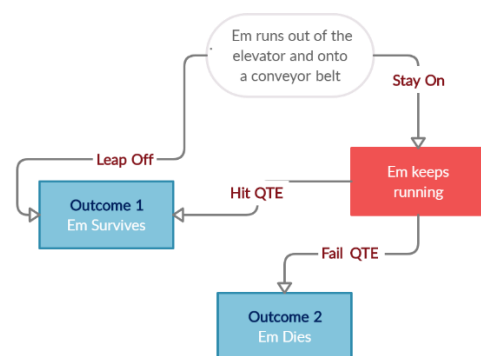 Em runs out of the
elevator and onto
a conveyor belt
Stay On
Leap Off
Em keeps
running
Hit QTE
Outcome 1
Em Survives
Fail QTE
Outcome 2
Em Dies